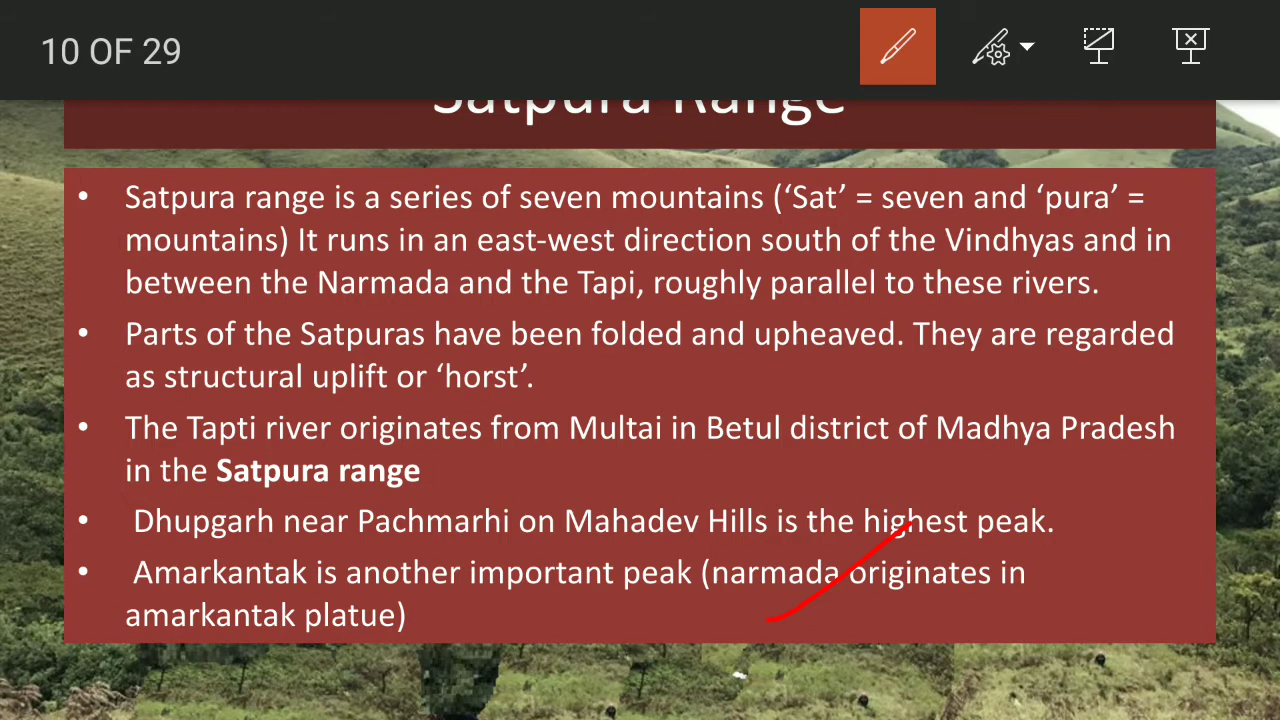 10 OF 29
Satpura Range
• Satpura range is a series of seven mountains (‘Sat’ = seven and ‘pura’ =
mountains) It runs in an east-west direction south of the Vindhyas and in
between the Narmada and the Tapi, roughly parallel to these rivers.
• Parts of the Satpuras have been folded and upheaved. They are regarded
as structural uplift or ‘horst’.
• The Tapti river originates from Multai in Betul district of Madhya Pradesh
in the Satpura range
• Dhupgarh near Pachmarhi on Mahadev Hills is the highest peak.
• Amarkantak is another important peak (narmada originates in
amarkantak platue)